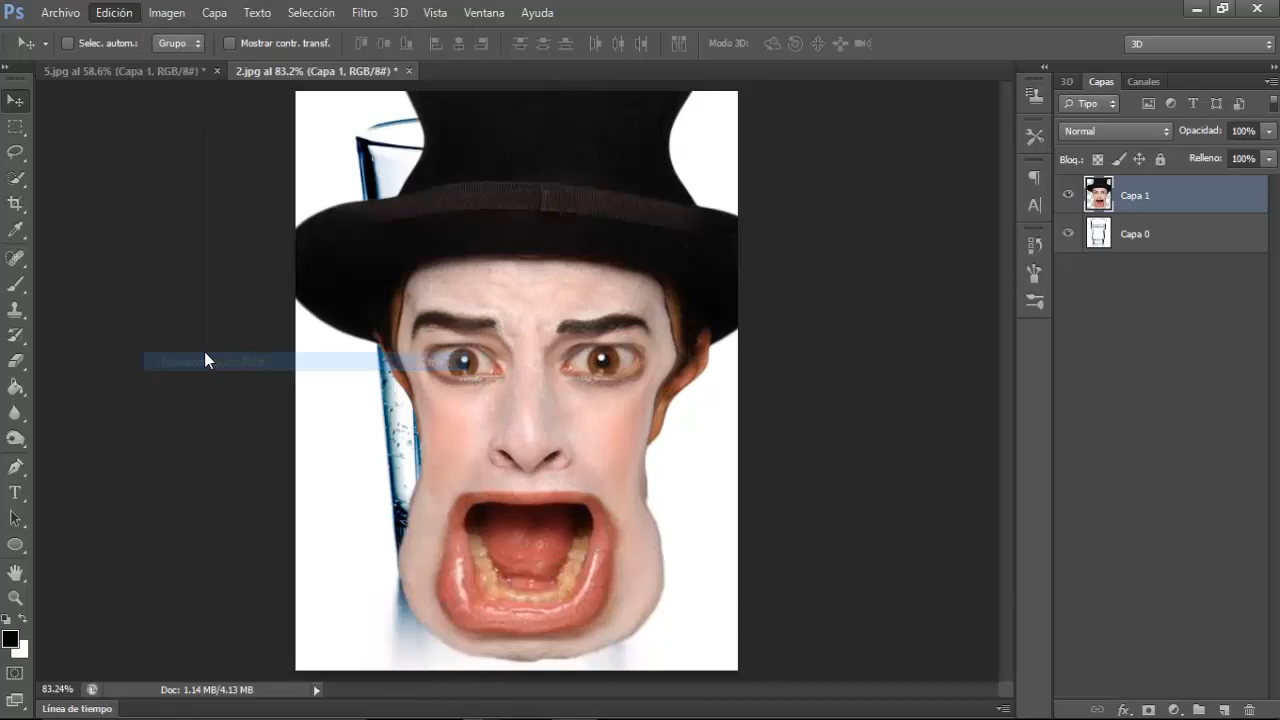 Ps Archivo Edición Imagen Capa Texto Selección Filtro 3D Vista Ventana Ayuda
Selec. autom.: Grupo Mostrar contr. transf. Modo 3D: 3D
5.jpg al 58.6% (Capa 1, RGB/8#) * × 2.jpg al 83.2% (Capa 1, RGB/8#) * ×
3D Capas Canales
Tipo
Normal Opacidad: 100%
Bloq.: Relleno: 100%
Capa 1
Capa 0
83.24% Doc: 1.14 MB/4.13 MB
Línea de tiempo